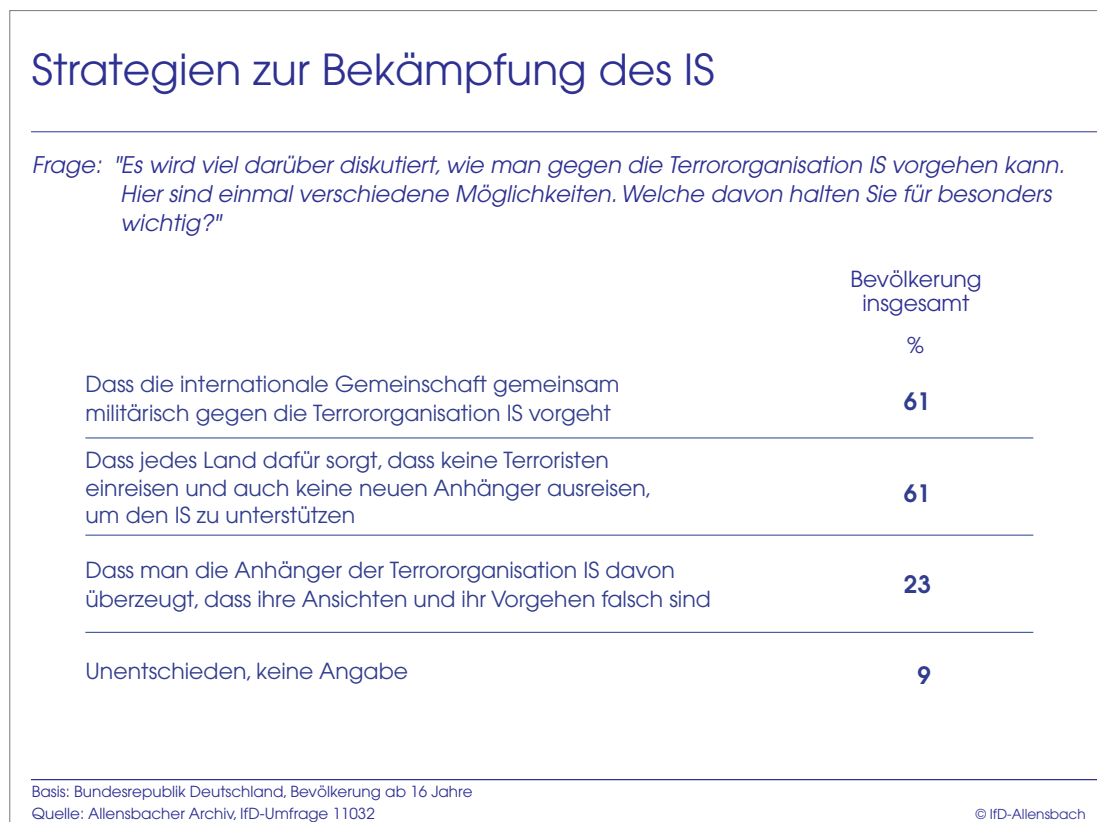 Strategien zur Bekämpfung des IS
Frage: "Es wird viel darüber diskutiert, wie man gegen die Terrororganisation IS vorgehen kann.
Hier sind einmal verschiedene Möglichkeiten. Welche davon halten Sie für besonders
wichtig?"
Bevölkerung
insgesamt
%
Dass die internationale Gemeinschaft gemeinsam
militärisch gegen die Terrororganisation IS vorgeht
61
Dass jedes Land dafür sorgt, dass keine Terroristen
einreisen und auch keine neuen Anhänger ausreisen,
um den IS zu unterstützen
61
Dass man die Anhänger der Terrororganisation IS davon
überzeugt, dass ihre Ansichten und ihr Vorgehen falsch sind
23
Unentschieden, keine Angabe
9
Basis: Bundesrepublik Deutschland, Bevölkerung ab 16 Jahre
Quelle: Allensbacher Archiv, IfD-Umfrage 11032
© IfD-Allensbach